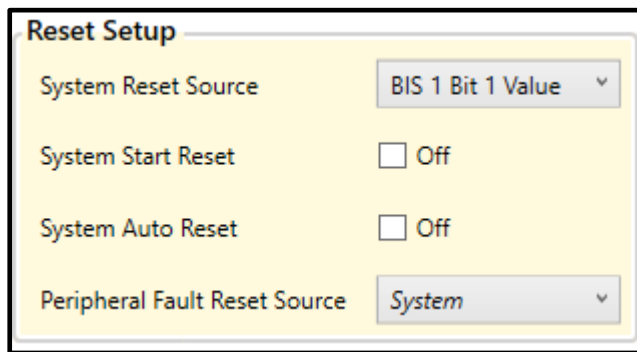 Reset Setup
System Reset Source BIS 1 Bit 1 Value
System Start Reset Off
System Auto Reset Off
Peripheral Fault Reset Source System